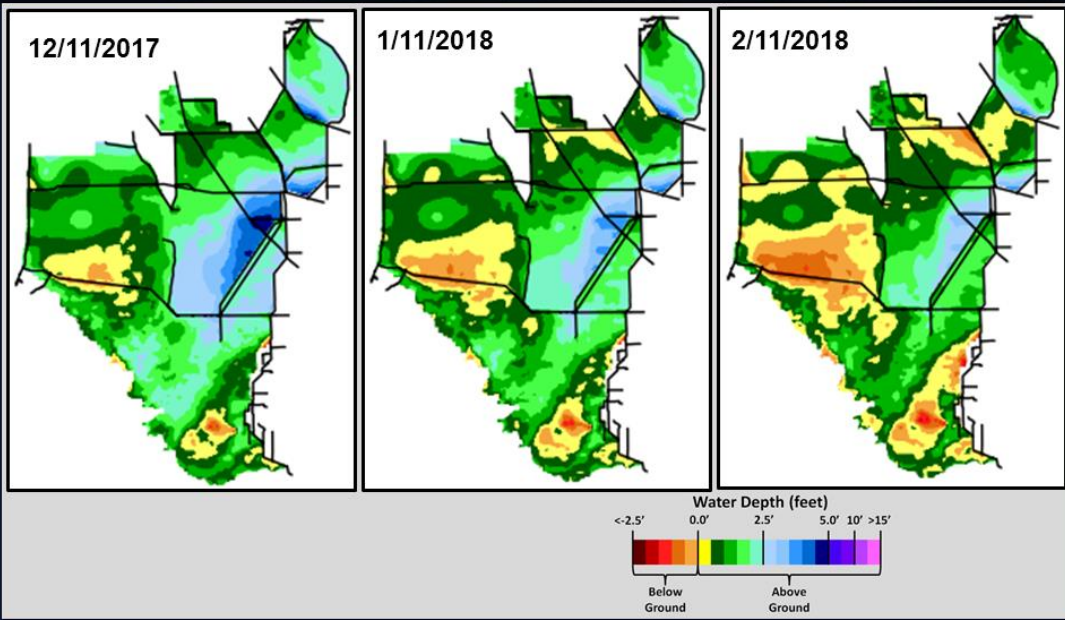 12/11/2017
1/11/2018
2/11/2018
Water Depth (feet)
<-2.5' 0.0' 2.5' 5.0' 10' >15'
Below Ground
Above Ground